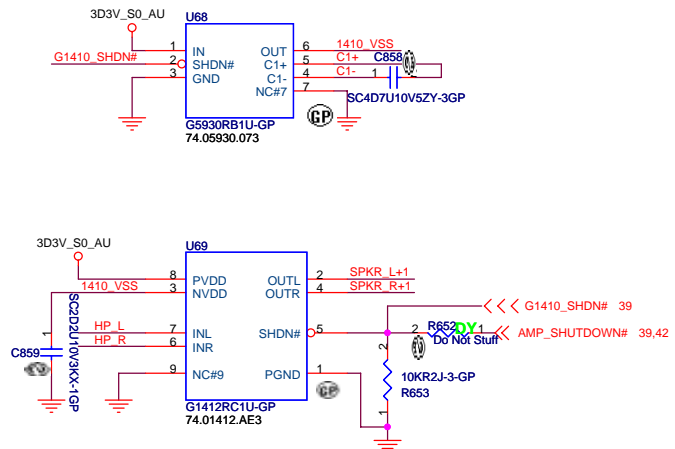 3D3V_S0_AU
U68
G1410_SHDN#
1 IN OUT 6 1410_VSS
2 SHDN# C1+ 5 C1+ C858
3 GND C1- 4 C1- 1
NC#7 7
SC4D7U10V5ZY-3GP
GP
G5930RB1U-GP
74.05930.073
3D3V_S0_AU
U69
8 PVDD OUTL 2 SPKR_L+1
1410_VSS 3 NVDD OUTR 4 SPKR_R+1
G1410_SHDN# 39
HP_L 7 INL SHDN# 5 2 R652 DY 1 AMP_SHUTDOWN# 39,42
HP_R 6 INR
Do Not Stuff
1
C859
SC2D2U10V3KX-1GP
2
9 NC#9 PGND 1
GP
10KR2J-3-GP
R653
1
G1412RC1U-GP
74.01412.AE3